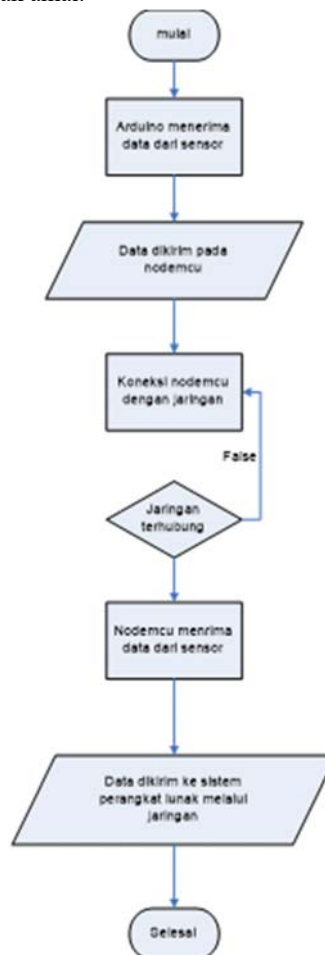 mulai
Arduino menerima
data dari sensor
Data dikirim pada
nodemcu
Koneksi nodemcu
dengan jaringan
False
Jaringan
terhubung
Nodemcu menrima
data dari sensor
Data dikirim ke sistem
perangkat lunak melalui
jaringan
Selesai